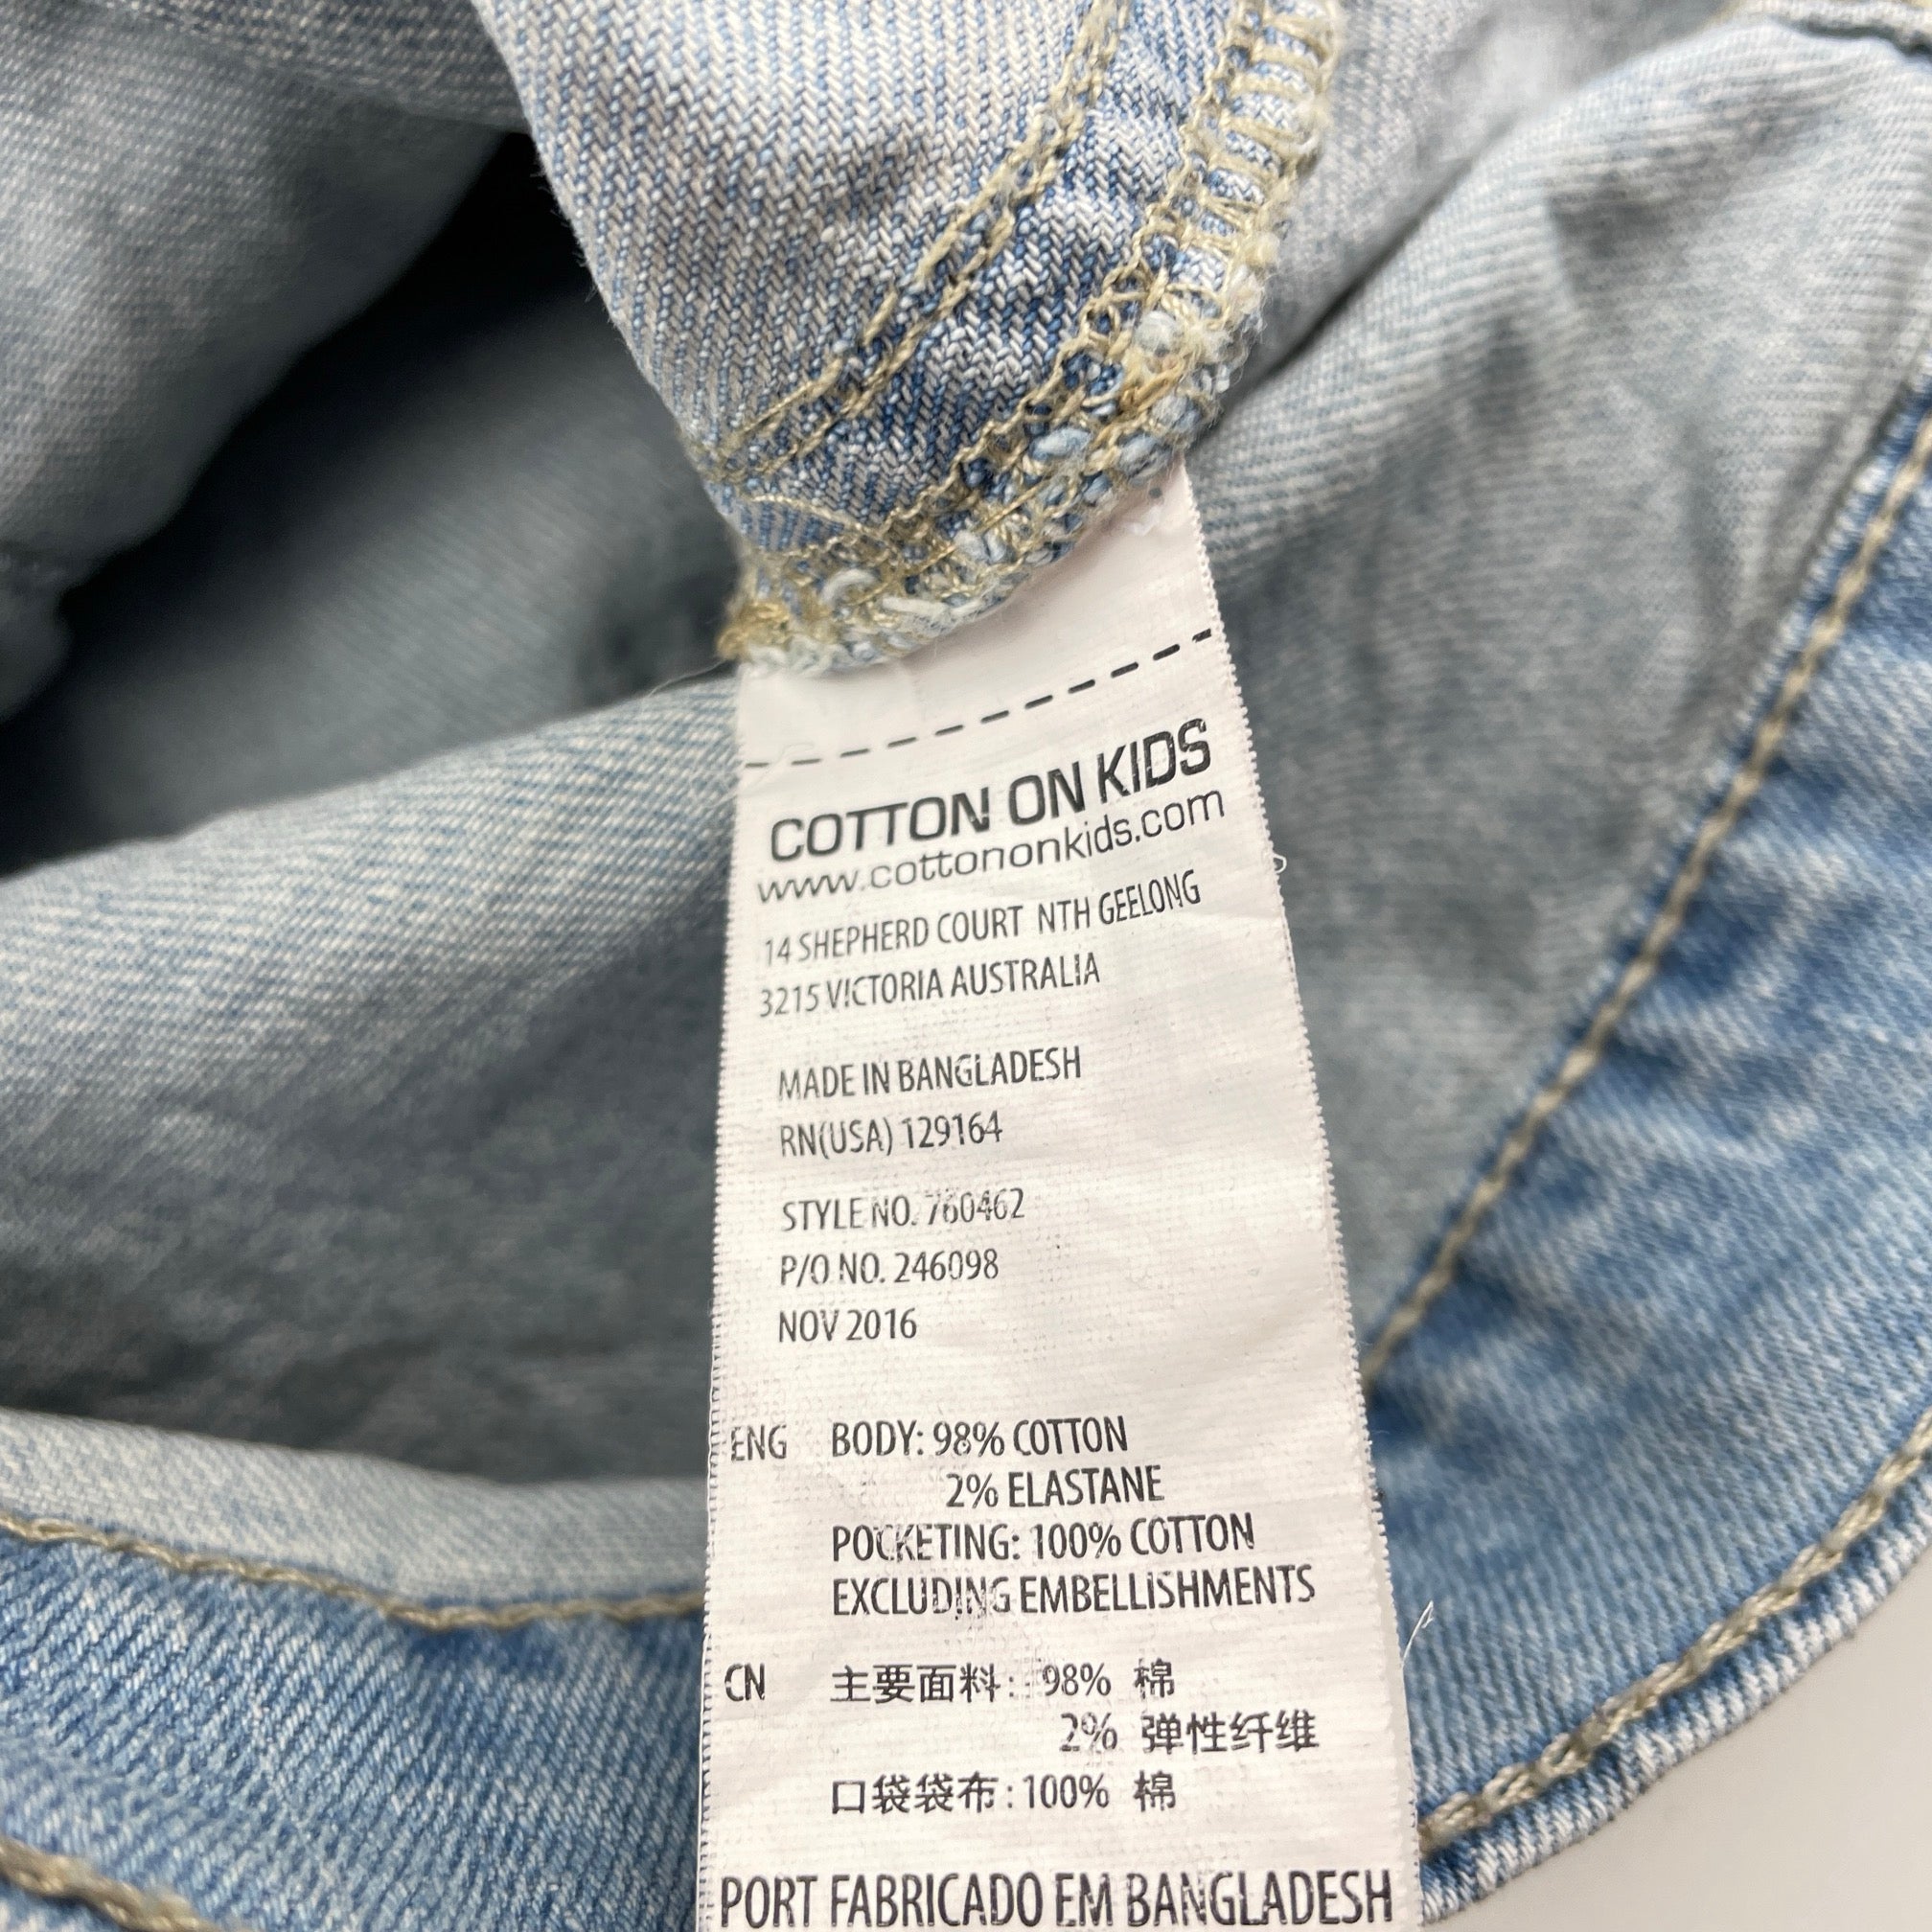 COTTON ON KIDS
www.cottononkids.com
14 SHEPHERD COURT NTH GEELONG
3215 VICTORIA AUSTRALIA
MADE IN BANGLADESH
RN(USA) 129164
STYLE NO. 760462
P/O NO. 246098
NOV 2016
ENG BODY: 98% COTTON
2% ELASTANE
POCKETING: 100% COTTON
EXCLUDING EMBELLISHMENTS
CN 主要面料: 98% 棉
2% 弹性纤维
口袋袋布:100% 棉
PORT FABRICADO EM BANGLADESH